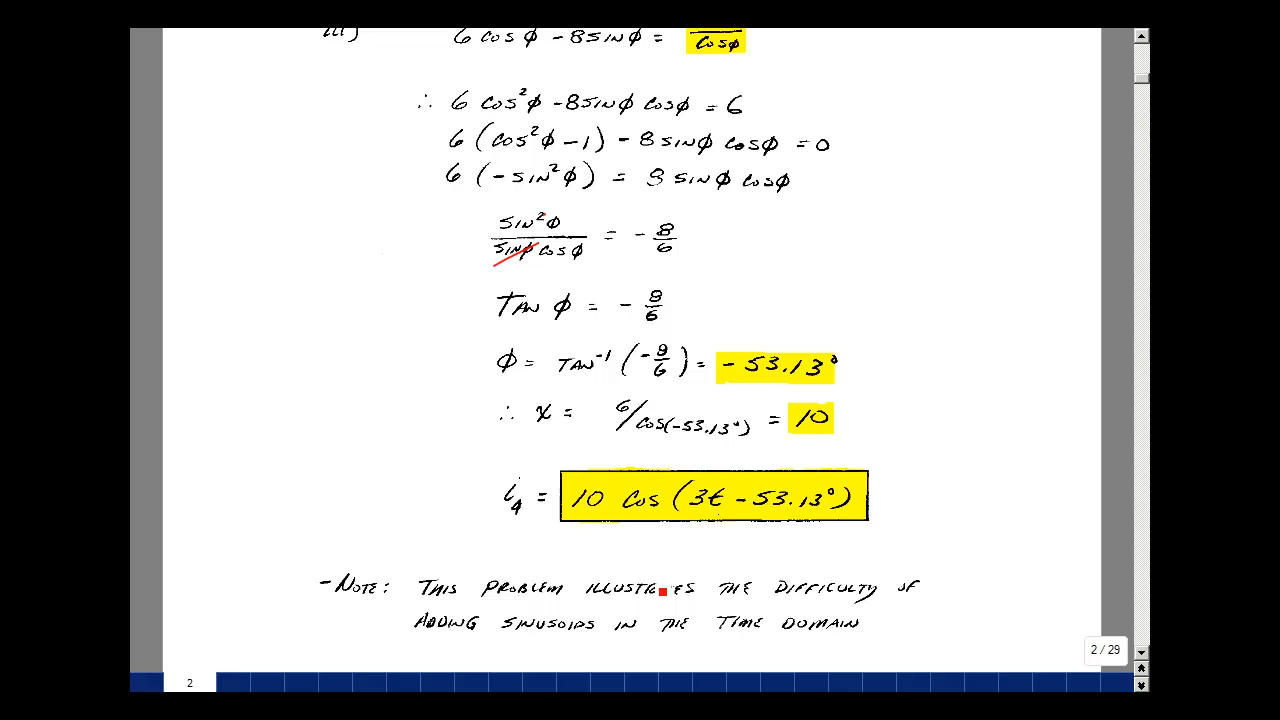 iii) 6 cos φ - 8 sin φ = ― / cos φ
∴ 6 cos²φ - 8 sin φ cos φ = 6
6 (cos²φ - 1) - 8 sin φ cos φ = 0
6 (- sin²φ) = 8 sin φ cos φ
sin²φ / sin φ cos φ = - 8/6
Tan φ = - 8/6
φ = Tan⁻¹ (- 8/6) = - 53.13°
∴ x = 6/cos(-53.13°) = 10
i₄ = 10 cos (3t - 53.13°)
- NOTE: THIS PROBLEM ILLUSTRATES THE DIFFICULTY OF
ADDING SINUSOIDS IN THE TIME DOMAIN
2 / 29
2